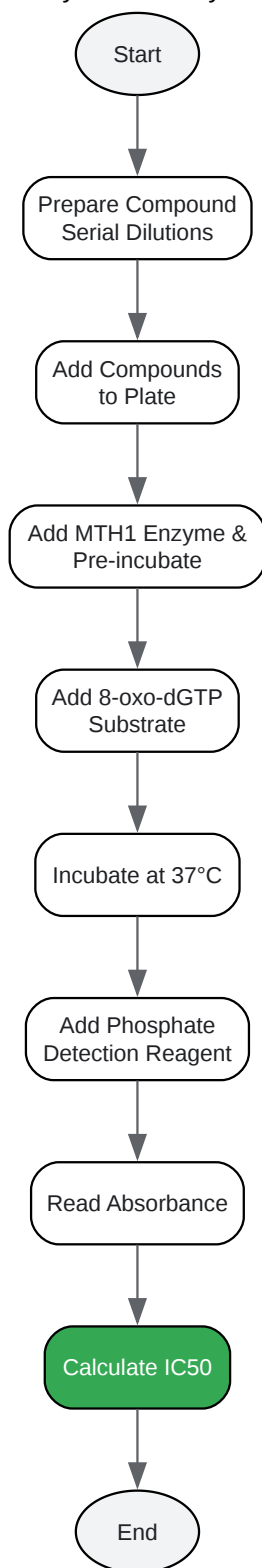 Start
Prepare Compound
Serial Dilutions
Add Compounds
to Plate
Add MTH1 Enzyme &
Pre-incubate
Add 8-oxo-dGTP
Substrate
Incubate at 37°C
Add Phosphate
Detection Reagent
Read Absorbance
Calculate IC50
End